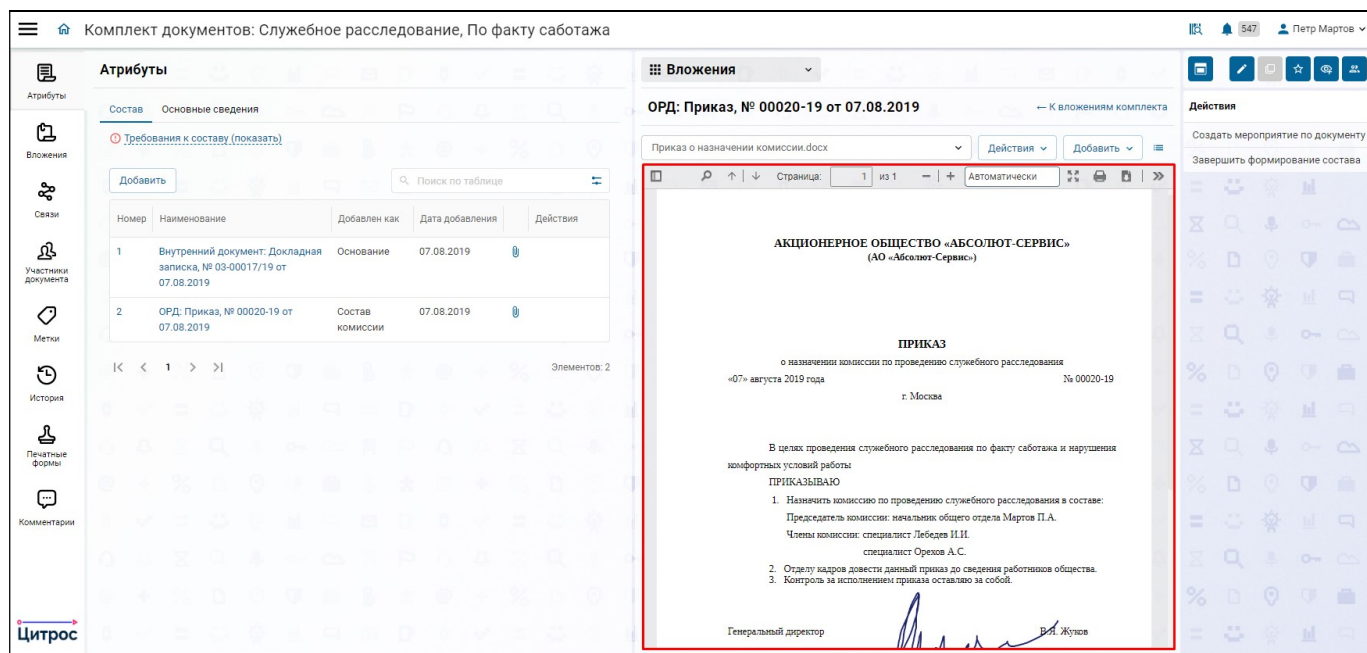 Комплект документов: Служебное расследование, По факту саботажа
547
Петр Мартов
Атрибуты
Вложения
Связи
Участники
документа
Метки
История
Печатные
формы
Комментарии
Цитрос
Атрибуты
Состав Основные сведения
Требования к составу (показать)
Добавить
Поиск по таблице
Номер Наименование Добавлен как Дата добавления Действия
1 Внутренний документ: Докладная Основание 07.08.2019
записка, № 03-00017/19 от
07.08.2019
2 ОРД: Приказ, № 00020-19 от Состав 07.08.2019
07.08.2019 комиссии
1
Элементов: 2
Вложения
ОРД: Приказ, № 00020-19 от 07.08.2019
← К вложениям комплекта
Приказ о назначении комиссии.docx
Действия
Добавить
Страница: 1 из 1 − + Автоматически
АКЦИОНЕРНОЕ ОБЩЕСТВО «АБСОЛЮТ-СЕРВИС»
(АО «Абсолют-Сервис»)
ПРИКАЗ
о назначении комиссии по проведению служебного расследования
«07» августа 2019 года № 00020-19
г. Москва
В целях проведения служебного расследования по факту саботажа и нарушения
комфортных условий работы
ПРИКАЗЫВАЮ
1. Назначить комиссию по проведению служебного расследования в составе:
Председатель комиссии: начальник общего отдела Мартов П.А.
Члены комиссии: специалист Лебедев И.И.
специалист Орехов А.С.
2. Отделу кадров довести данный приказ до сведения работников общества.
3. Контроль за исполнением приказа оставляю за собой.
Генеральный директор В.Я. Жуков
Действия
Создать мероприятие по документу
Завершить формирование состава